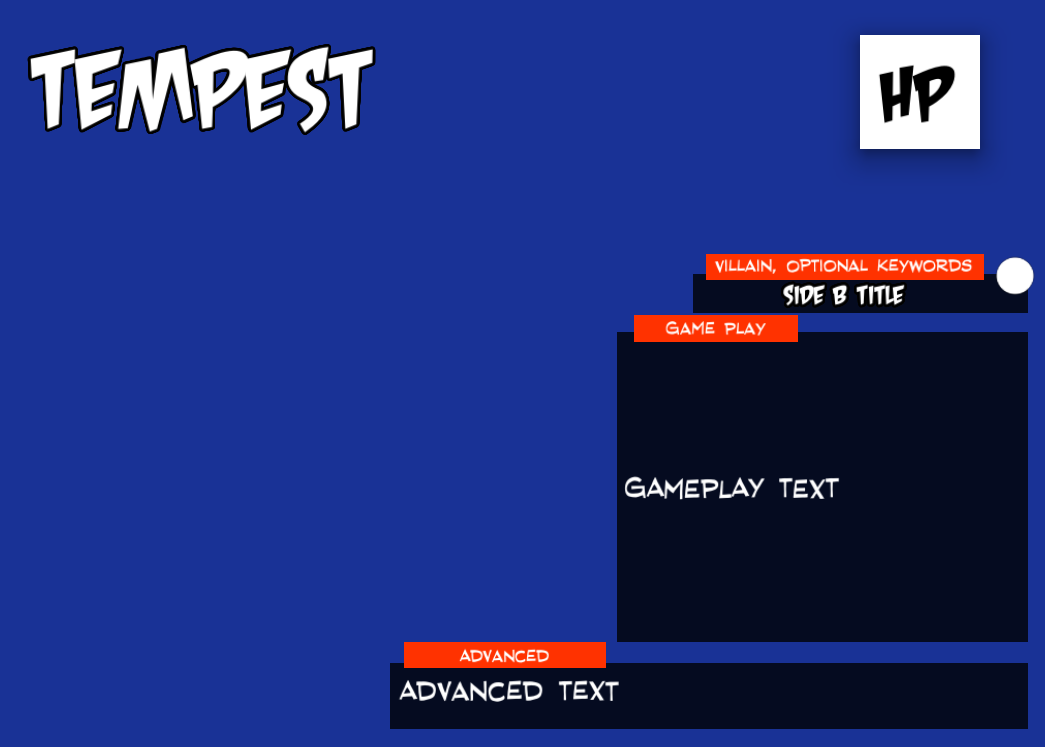 TEMPEST
HP
VILLAIN, OPTIONAL KEYWORDS
SIDE B TITLE
GAME PLAY
GAMEPLAY TEXT
ADVANCED
ADVANCED TEXT